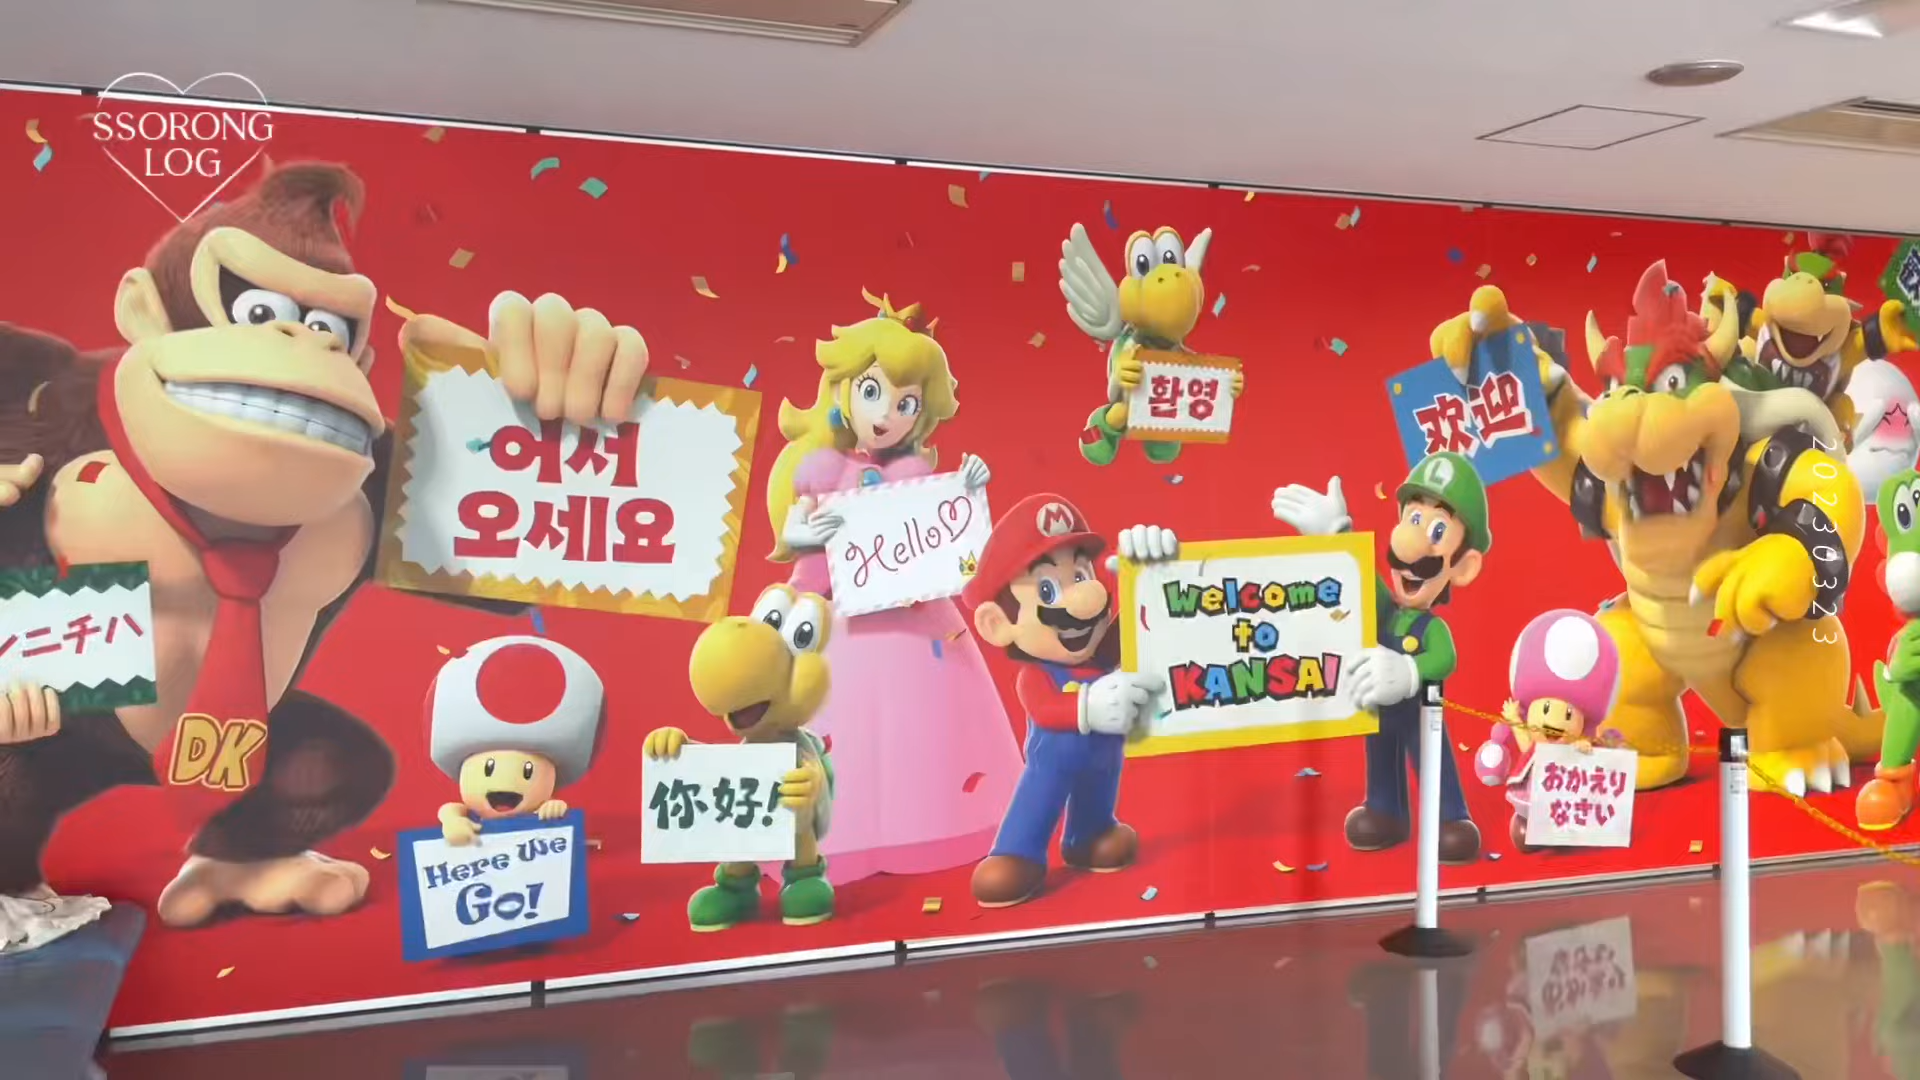 SSORONG
LOG
어서
오세요
ンニチハ
DK
Here We
Go!
你好!
Hello♡
환영
M
Welcome
to
KANSAI
L
欢迎
おかえり
なさい
20230323